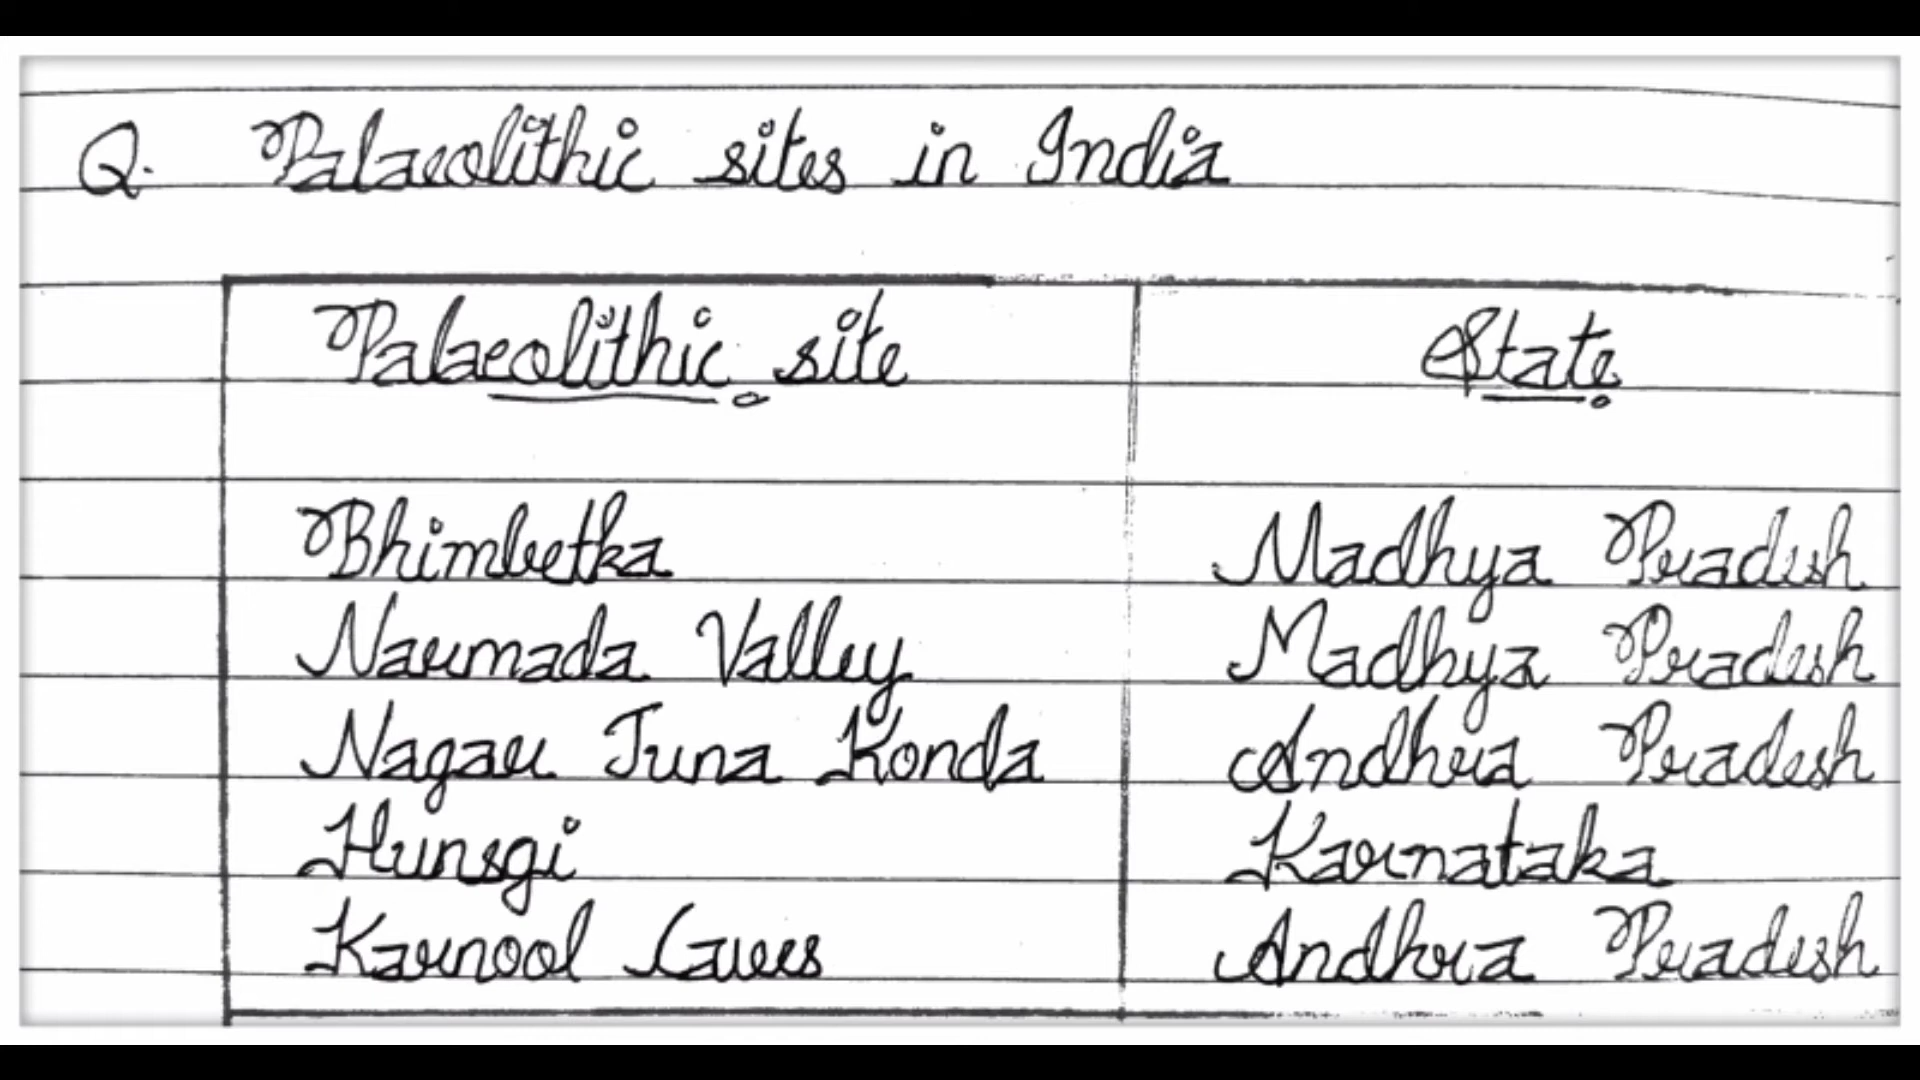 Q. Palaeolithic sites in India
Palaeolithic site State
Bhimbetka Madhya Pradesh
Narmada Valley Madhya Pradesh
Nagar Juna Konda Andhra Pradesh
Hunsgi Karnataka
Karnool Caves Andhra Pradesh